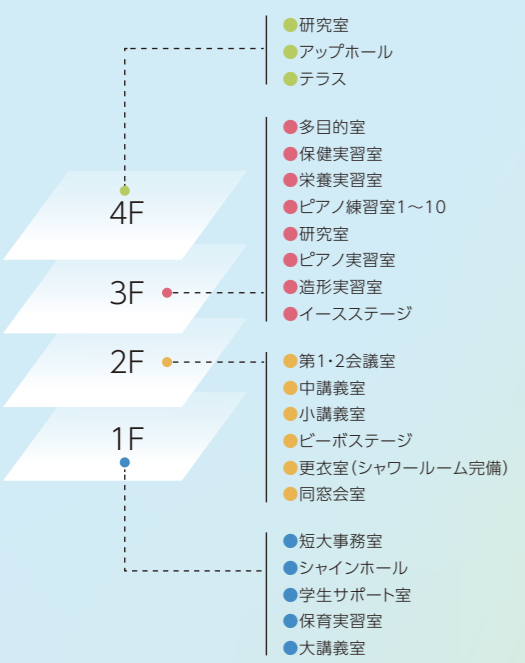 ●研究室
●アップホール
●テラス
●多目的室
●保健実習室
●栄養実習室
●ピアノ練習室1〜10
●研究室
●ピアノ実習室
●造形実習室
●イースステージ
●第1・2会議室
●中講義室
●小講義室
●ビーボステージ
●更衣室(シャワールーム完備)
●同窓会室
●短大事務室
●シャインホール
●学生サポート室
●保育実習室
●大講義室
4F
3F
2F
1F